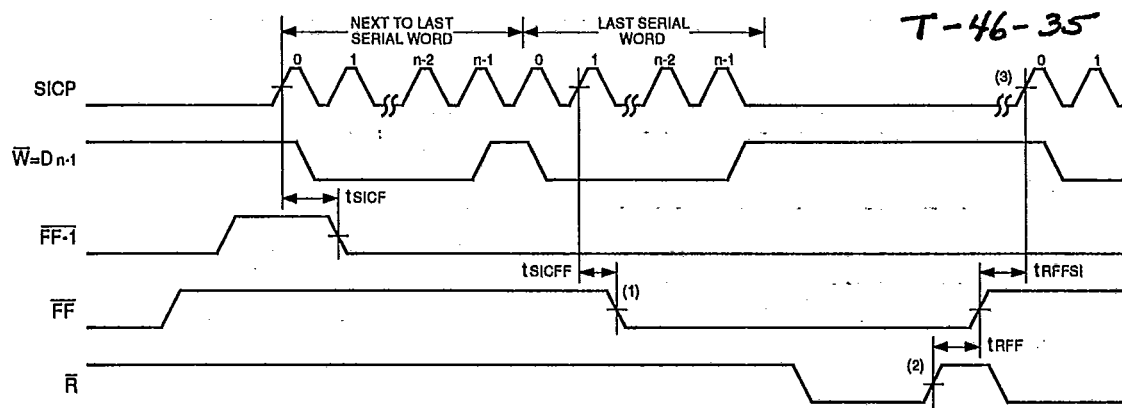 T-46-35
NEXT TO LAST
SERIAL WORD
LAST SERIAL
WORD
0 1 n-2 n-1 0 1 n-2 n-1 (3) 0 1
SICP
W=D n-1
tSICF
FF-1
tSICFF
tRFFSI
FF
(1)
tRFF
R
(2)